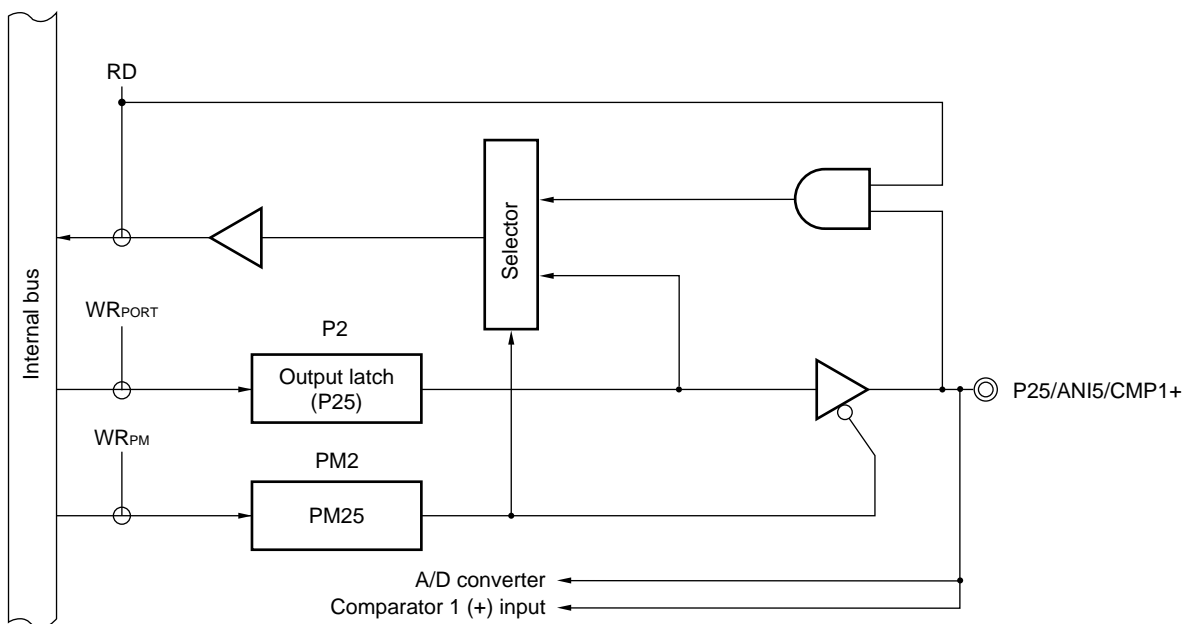 RD
Selector
Internal bus
WRPORT
P2
Output latch
(P25)
P25/ANI5/CMP1+
WRPM
PM2
PM25
A/D converter
Comparator 1 (+) input